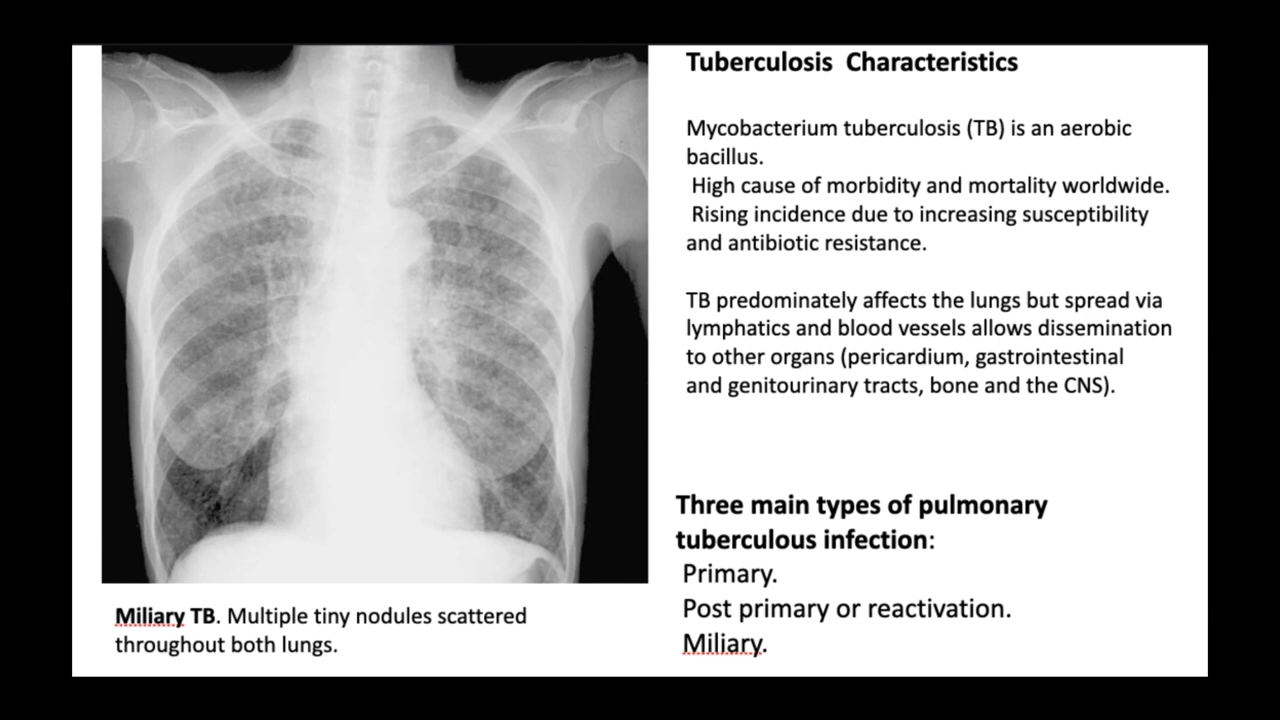 Tuberculosis Characteristics
Mycobacterium tuberculosis (TB) is an aerobic
bacillus.
High cause of morbidity and mortality worldwide.
Rising incidence due to increasing susceptibility
and antibiotic resistance.
TB predominately affects the lungs but spread via
lymphatics and blood vessels allows dissemination
to other organs (pericardium, gastrointestinal
and genitourinary tracts, bone and the CNS).
Three main types of pulmonary
tuberculous infection:
Primary.
Post primary or reactivation.
Miliary.
Miliary TB. Multiple tiny nodules scattered
throughout both lungs.